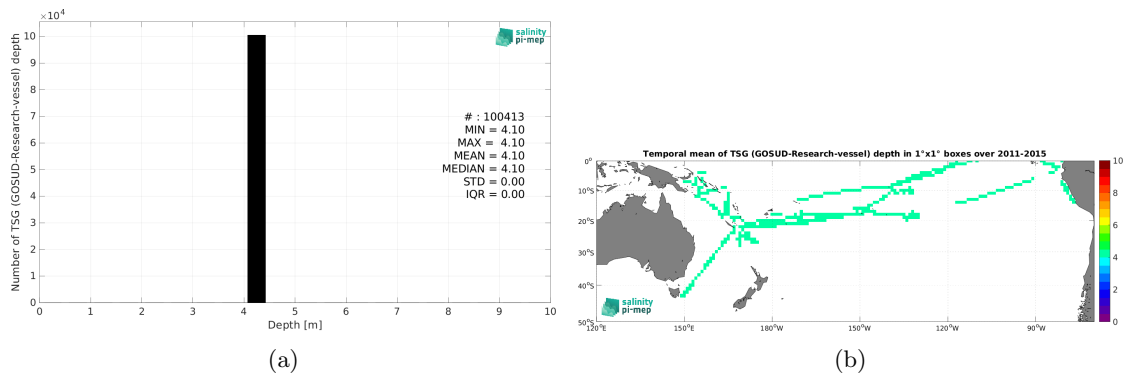 ×10⁴
10
9
8
7
6
5
4
3
2
1
0
Number of TSG (GOSUD-Research-vessel) depth
salinity
pi-mep
# : 100413
MIN = 4.10
MAX = 4.10
MEAN = 4.10
MEDIAN = 4.10
STD = 0.00
IQR = 0.00
0 1 2 3 4 5 6 7 8 9 10
Depth [m]
(a)
Temporal mean of TSG (GOSUD-Research-vessel) depth in 1°x1° boxes over 2011-2015
0°
10°S
20°S
30°S
40°S
50°S
salinity
pi-mep
120°E 150°E 180°W 150°W 120°W 90°W
10
8
6
4
2
0
(b)